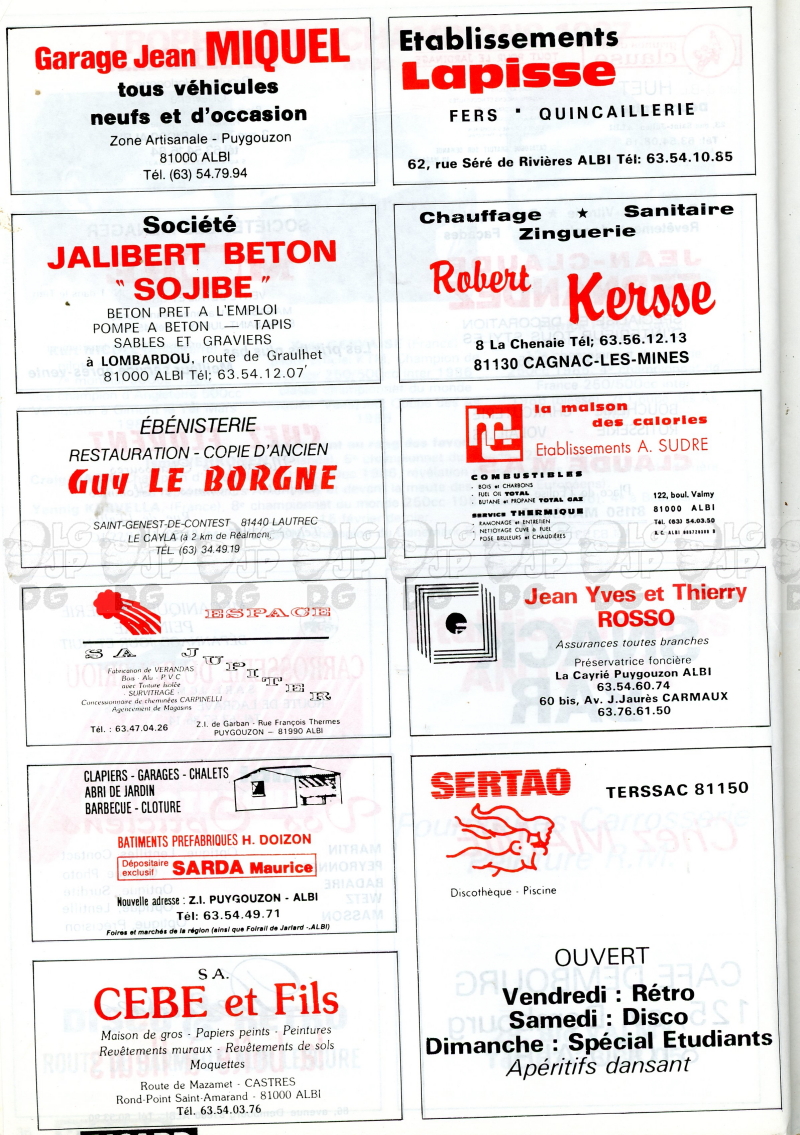 Garage Jean MIQUEL
tous véhicules
neufs et d'occasion
Zone Artisanale - Puygouzon
81000 ALBI
Tél. (63) 54.79.94
Etablissements
Lapisse
FERS • QUINCAILLERIE
62, rue Séré de Rivières ALBI Tél: 63.54.10.85
Société
JALIBERT BETON
" SOJIBE "
BETON PRET A L'EMPLOI
POMPE A BETON — TAPIS
SABLES ET GRAVIERS
à LOMBARDOU, route de Graulhet
81000 ALBI Tél; 63.54.12.07
Chauffage ★ Sanitaire
Zinguerie
Robert
Kersse
8 La Chenaie Tél; 63.56.12.13
81130 CAGNAC-LES-MINES
ÉBÉNISTERIE
RESTAURATION - COPIE D'ANCIEN
Guy LE BORGNE
SAINT-GENEST-DE-CONTEST 81440 LAUTREC
LE CAYLA (à 2 km de Réalmont,
TÉL. (63) 34.49.19
mc
la maison
des calories
Etablissements A. SUDRE
COMBUSTIBLES
- BOIS et CHARBONS
- FUEL OIL TOTAL
- BUTANE et PROPANE TOTAL GAZ
SERVICE THERMIQUE
- RAMONAGE et ENTRETIEN
- NETTOYAGE CUVE à FUEL
- POSE BRULEURS et CHAUDIÈRES
122, boul. Valmy
81000 ALBI
Tél. (63) 54.03.50
ESPACE
SA JUPITER
Fabrication de VERANDAS
Bois - Alu - P V C
avec Toiture Isolée
- SURVITRAGE -
Concessionnaire de cheminées CARPINELLI
Agencement de Magasins
Tél. : 63.47.04.26
Z.I. de Garban - Rue François Thermes
PUYGOUZON – 81990 ALBI
Jean Yves et Thierry
ROSSO
Assurances toutes branches
Préservatrice foncière
La Cayrié Puygouzon ALBI
63.54.60.74
60 bis, Av. J.Jaurès CARMAUX
63.76.61.50
CLAPIERS - GARAGES - CHALETS
ABRI DE JARDIN
BARBECUE - CLOTURE
BATIMENTS PREFABRIQUES H. DOIZON
Dépositaire
exclusif
SARDA Maurice
Nouvelle adresse : Z.I. PUYGOUZON - ALBI
Tél: 63.54.49.71
Foires et marchés de la région (ainsi que Foirail de Jarlard -.ALBI)
SERTAO
TERSSAC 81150
Discothèque - Piscine
OUVERT
Vendredi : Rétro
Samedi : Disco
Dimanche : Spécial Etudiants
Apéritifs dansant
S A.
CEBE et Fils
Maison de gros - Papiers peints - Peintures
Revêtements muraux - Revêtements de sols
Moquettes
Route de Mazamet - CASTRES
Rond-Point Saint-Amarand - 81000 ALBI
Tél. 63.54.03.76